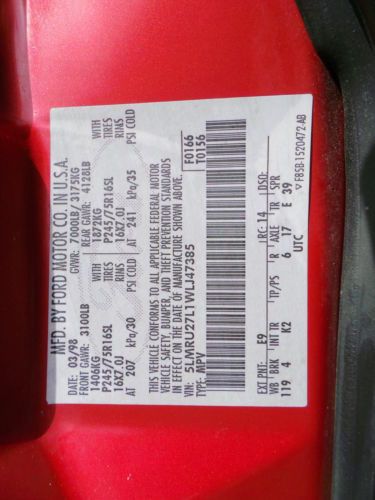 MFD. BY FORD MOTOR CO. IN U.S.A.
DATE: 03/98 GVWR: 7000LB/ 3175KG
FRONT GAWR: 3100LB REAR GAWR: 4128LB
1406KG WITH 1872KG WITH
P245/75R16SL TIRES P245/75R16SL TIRES
16X7.0J RIMS 16X7.0J RIMS
AT 207 kPa/30 PSI COLD AT 241 kPa/35 PSI COLD
THIS VEHICLE CONFORMS TO ALL APPLICABLE FEDERAL MOTOR
VEHICLE SAFETY, BUMPER, AND THEFT PREVENTION STANDARDS
IN EFFECT ON THE DATE OF MANUFACTURE SHOWN ABOVE.
VIN: 5LMRU27L1WLJ47385 F0166
TYPE: MPV T0156
EXT PNT: E9 RC: 14 DSO:
WB BRK INT TR TP/PS R AXLE TR SPR
119 4 K2 6 17 E 39
UTC
F85B-1520472-AB